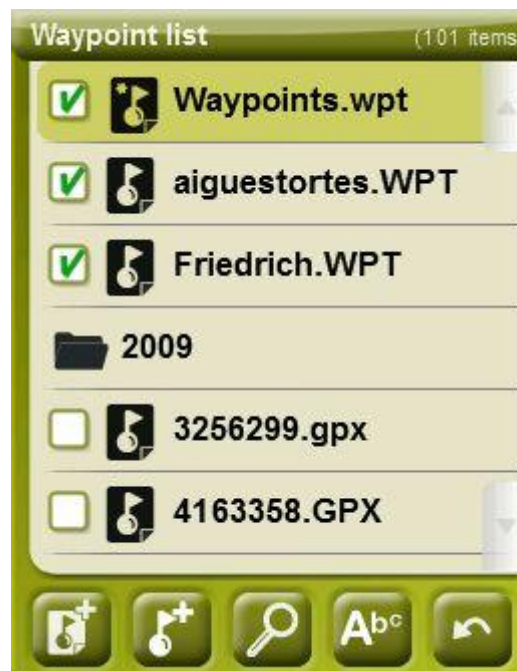 Waypoint list (101 items
Waypoints.wpt
aiguestortes.WPT
Friedrich.WPT
2009
3256299.gpx
4163358.GPX
Abc